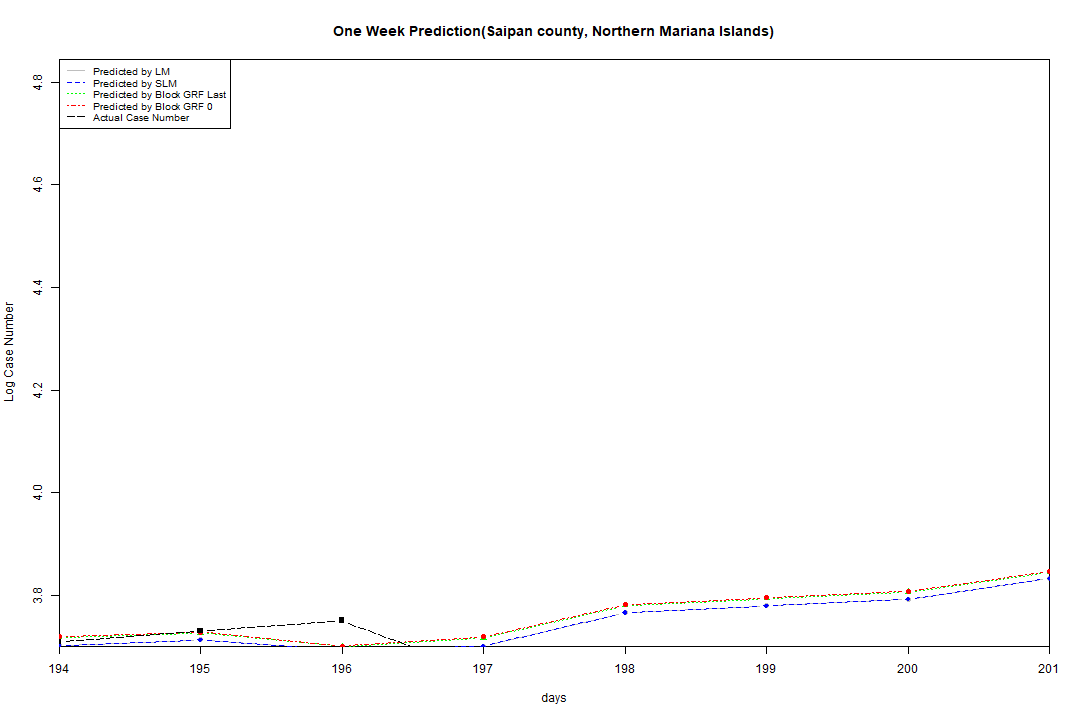 One Week Prediction(Saipan county, Northern Mariana Islands)
Predicted by LM
Predicted by SLM
Predicted by Block GRF Last
Predicted by Block GRF 0
Actual Case Number
4.8
4.6
4.4
4.2
4.0
3.8
Log Case Number
194 195 196 197 198 199 200 201
days